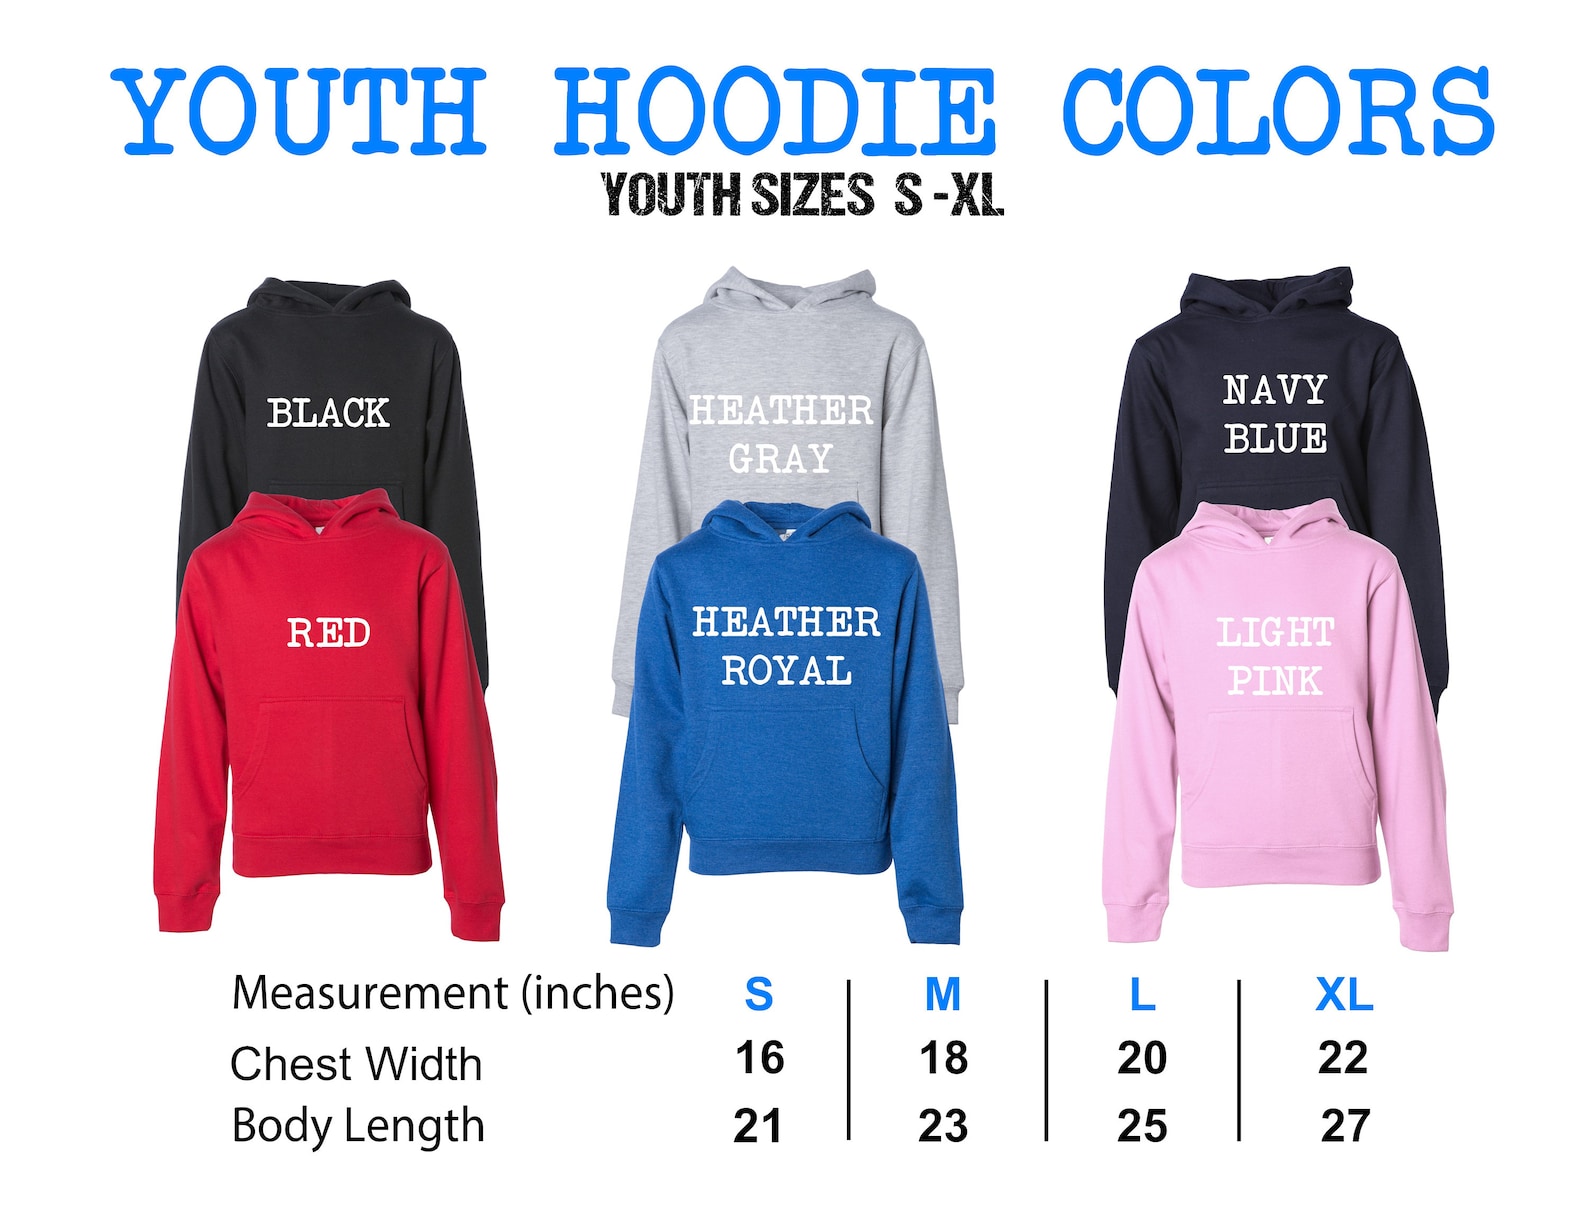 YOUTH HOODIE COLORS
YOUTH SIZES S -XL
BLACK
HEATHER
GRAY
NAVY
BLUE
RED
HEATHER
ROYAL
LIGHT
PINK
Measurement (inches) S M L XL
Chest Width 16 18 20 22
Body Length 21 23 25 27